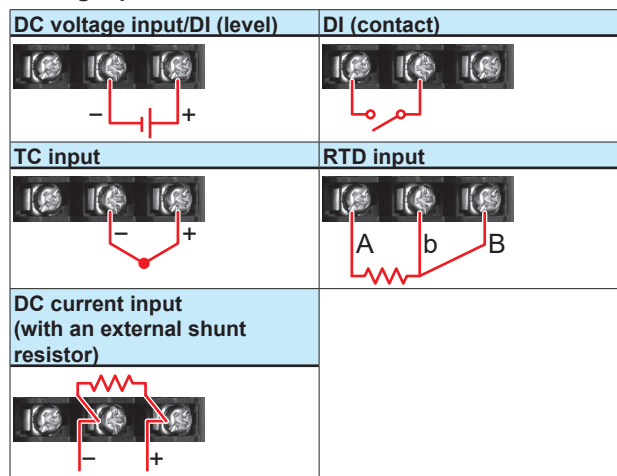 DC voltage input/DI (level)
DI (contact)
−
+
TC input
RTD input
−
+
A
b
B
DC current input
(with an external shunt
resistor)
−
+